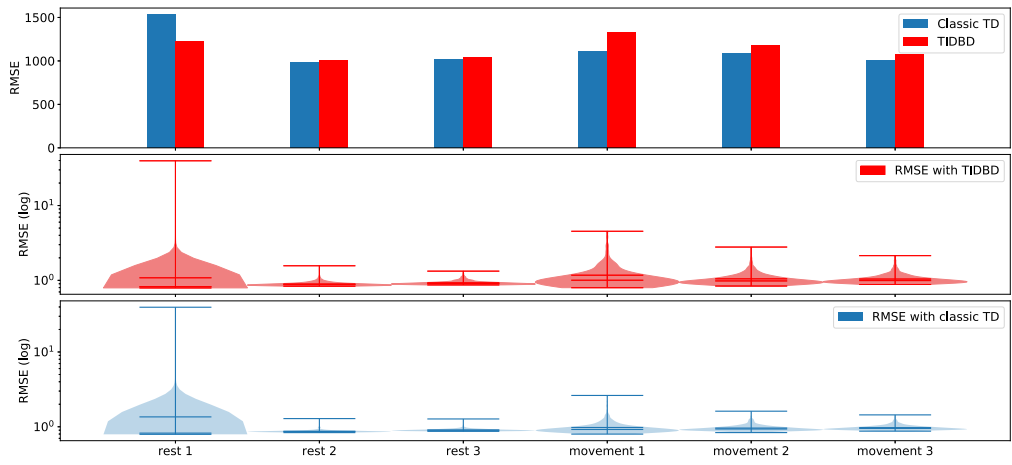 1500
1000
500
0
RMSE
Classic TD
TIDBD
10¹
10⁰
RMSE (log)
RMSE with TIDBD
10¹
10⁰
RMSE (log)
RMSE with classic TD
rest 1 rest 2 rest 3 movement 1 movement 2 movement 3